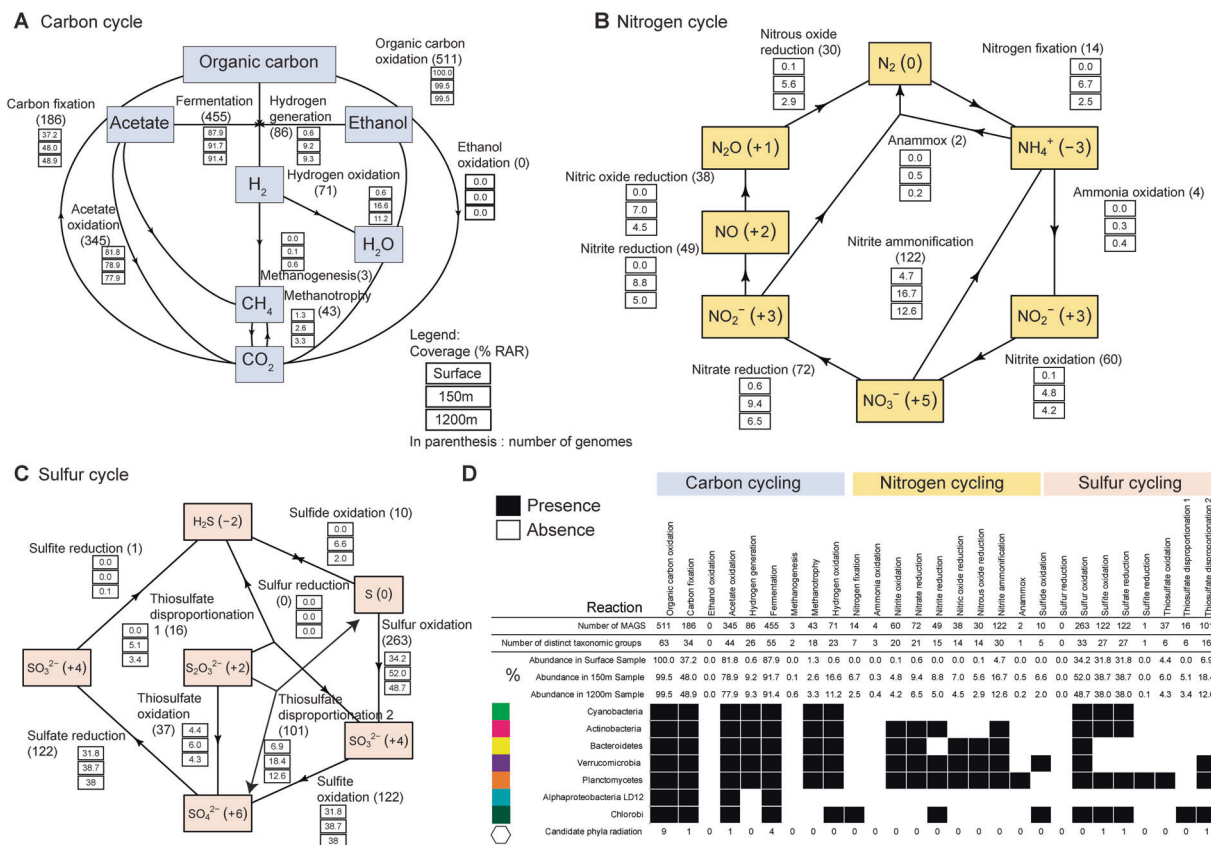 A Carbon cycle
Organic carbon
Organic carbon
oxidation (511)
100.0
99.5
99.5
Carbon fixation
(186)
37.2
48.0
48.9
Acetate
Fermentation
(455)
87.9
91.7
91.4
Hydrogen
generation
(86)
0.6
9.2
9.3
Ethanol
Ethanol
oxidation (0)
0.0
0.0
0.0
H₂
Hydrogen oxidation
(71)
0.6
16.6
11.2
H₂O
Acetate
oxidation
(345)
81.8
78.9
77.9
0.0
0.1
0.6
Methanogenesis(3)
CH₄
Methanotrophy
(43)
1.3
2.6
3.3
CO₂
Legend:
Coverage (% RAR)
Surface
150m
1200m
In parenthesis : number of genomes
B Nitrogen cycle
Nitrous oxide
reduction (30)
0.1
5.6
2.9
N₂ (0)
Nitrogen fixation (14)
0.0
6.7
2.5
N₂O (+1)
Anammox (2)
0.0
0.5
0.2
NH₄⁺ (−3)
Nitric oxide reduction (38)
0.0
7.0
4.5
Ammonia oxidation (4)
0.0
0.3
0.4
NO (+2)
Nitrite reduction (49)
0.0
8.8
5.0
Nitrite ammonification
(122)
4.7
16.7
12.6
NO₂⁻ (+3)
NO₂⁻ (+3)
Nitrate reduction (72)
0.6
9.4
6.5
NO₃⁻ (+5)
Nitrite oxidation (60)
0.1
4.8
4.2
C Sulfur cycle
H₂S (−2)
Sulfide oxidation (10)
0.0
6.6
2.0
Sulfite reduction (1)
0.0
0.0
0.1
Sulfur reduction
(0)
0.0
0.0
0.0
S (0)
Thiosulfate
disproportionation
1 (16)
0.0
5.1
3.4
Sulfur oxidation
(263)
34.2
52.0
48.7
SO₃²⁻ (+4)
S₂O₃²⁻ (+2)
Thiosulfate
oxidation
(37)
4.4
6.0
4.3
Thiosulfate
disproportionation 2
(101)
6.9
18.4
12.6
SO₃²⁻ (+4)
Sulfate reduction
(122)
31.8
38.7
38
SO₄²⁻ (+6)
Sulfite
oxidation (122)
31.8
38.7
38
D
Carbon cycling Nitrogen cycling Sulfur cycling
Presence
Absence
Reaction
Organic carbon oxidation
Carbon fixation
Ethanol oxidation
Acetate oxidation
Hydrogen generation
Fermentation
Methanogenesis
Methanotrophy
Hydrogen oxidation
Nitrogen fixation
Ammonia oxidation
Nitrite oxidation
Nitrate reduction
Nitrite reduction
Nitric oxide reduction
Nitrous oxide reduction
Nitrite ammonification
Anammox
Sulfide oxidation
Sulfur reduction
Sulfur oxidation
Sulfite oxidation
Sulfate reduction
Sulfite reduction
Thiosulfate oxidation
Thiosulfate disproportionation 1
Thiosulfate disproportionation 2
Number of MAGS 511 186 0 345 86 455 3 43 71 14 4 60 72 49 38 30 122 2 10 0 263 122 122 1 37 16 101
Number of distinct taxonomic groups 63 34 0 44 26 55 2 18 23 7 3 20 21 15 14 14 30 1 5 0 33 27 27 1 6 6 16
%
Abundance in Surface Sample 100.0 37.2 0.0 81.8 0.6 87.9 0.0 1.3 0.6 0.0 0.0 0.1 0.6 0.0 0.0 0.1 4.7 0.0 0.0 0.0 34.2 31.8 31.8 0.0 4.4 0.0 6.9
Abundance in 150m Sample 99.5 48.0 0.0 78.9 9.2 91.7 0.1 2.6 16.6 6.7 0.3 4.8 9.4 8.8 7.0 5.6 16.7 0.5 6.6 0.0 52.0 38.7 38.7 0.0 6.0 5.1 18.4
Abundance in 1200m Sample 99.5 48.9 0.0 77.9 9.3 91.4 0.6 3.3 11.2 2.5 0.4 4.2 6.5 5.0 4.5 2.9 12.6 0.2 2.0 0.0 48.7 38.0 38.0 0.1 4.3 3.4 12.6
Cyanobacteria
Actinobacteria
Bacteroidetes
Verrucomicrobia
Planctomycetes
Alphaproteobacteria LD12
Chlorobi
Candidate phyla radiation 9 1 0 1 0 4 0 0 0 0 0 0 0 0 0 0 0 0 0 0 0 1 1 0 0 0 1